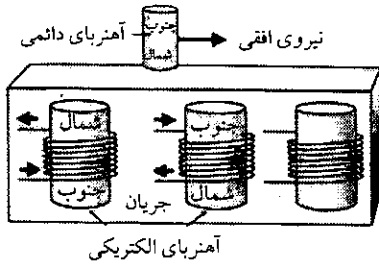 جنوب
آهنربای دائمی
شمال
نیروی افقی
شمال
جنوب
جنوب
شمال
جریان
آهنربای الکتریکی